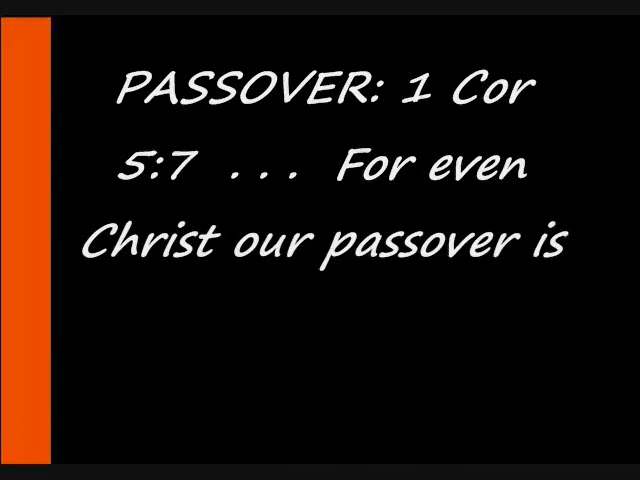 PASSOVER: 1 Cor
5:7 . . . For even
Christ our passover is